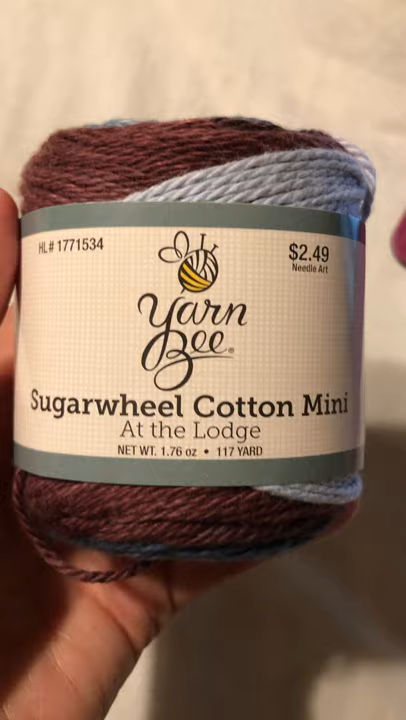 HL# 1771534
$2.49
Needle Art
Yarn
Bee®
Sugarwheel Cotton Mini
At the Lodge
NET WT. 1.76 oz • 117 YARD